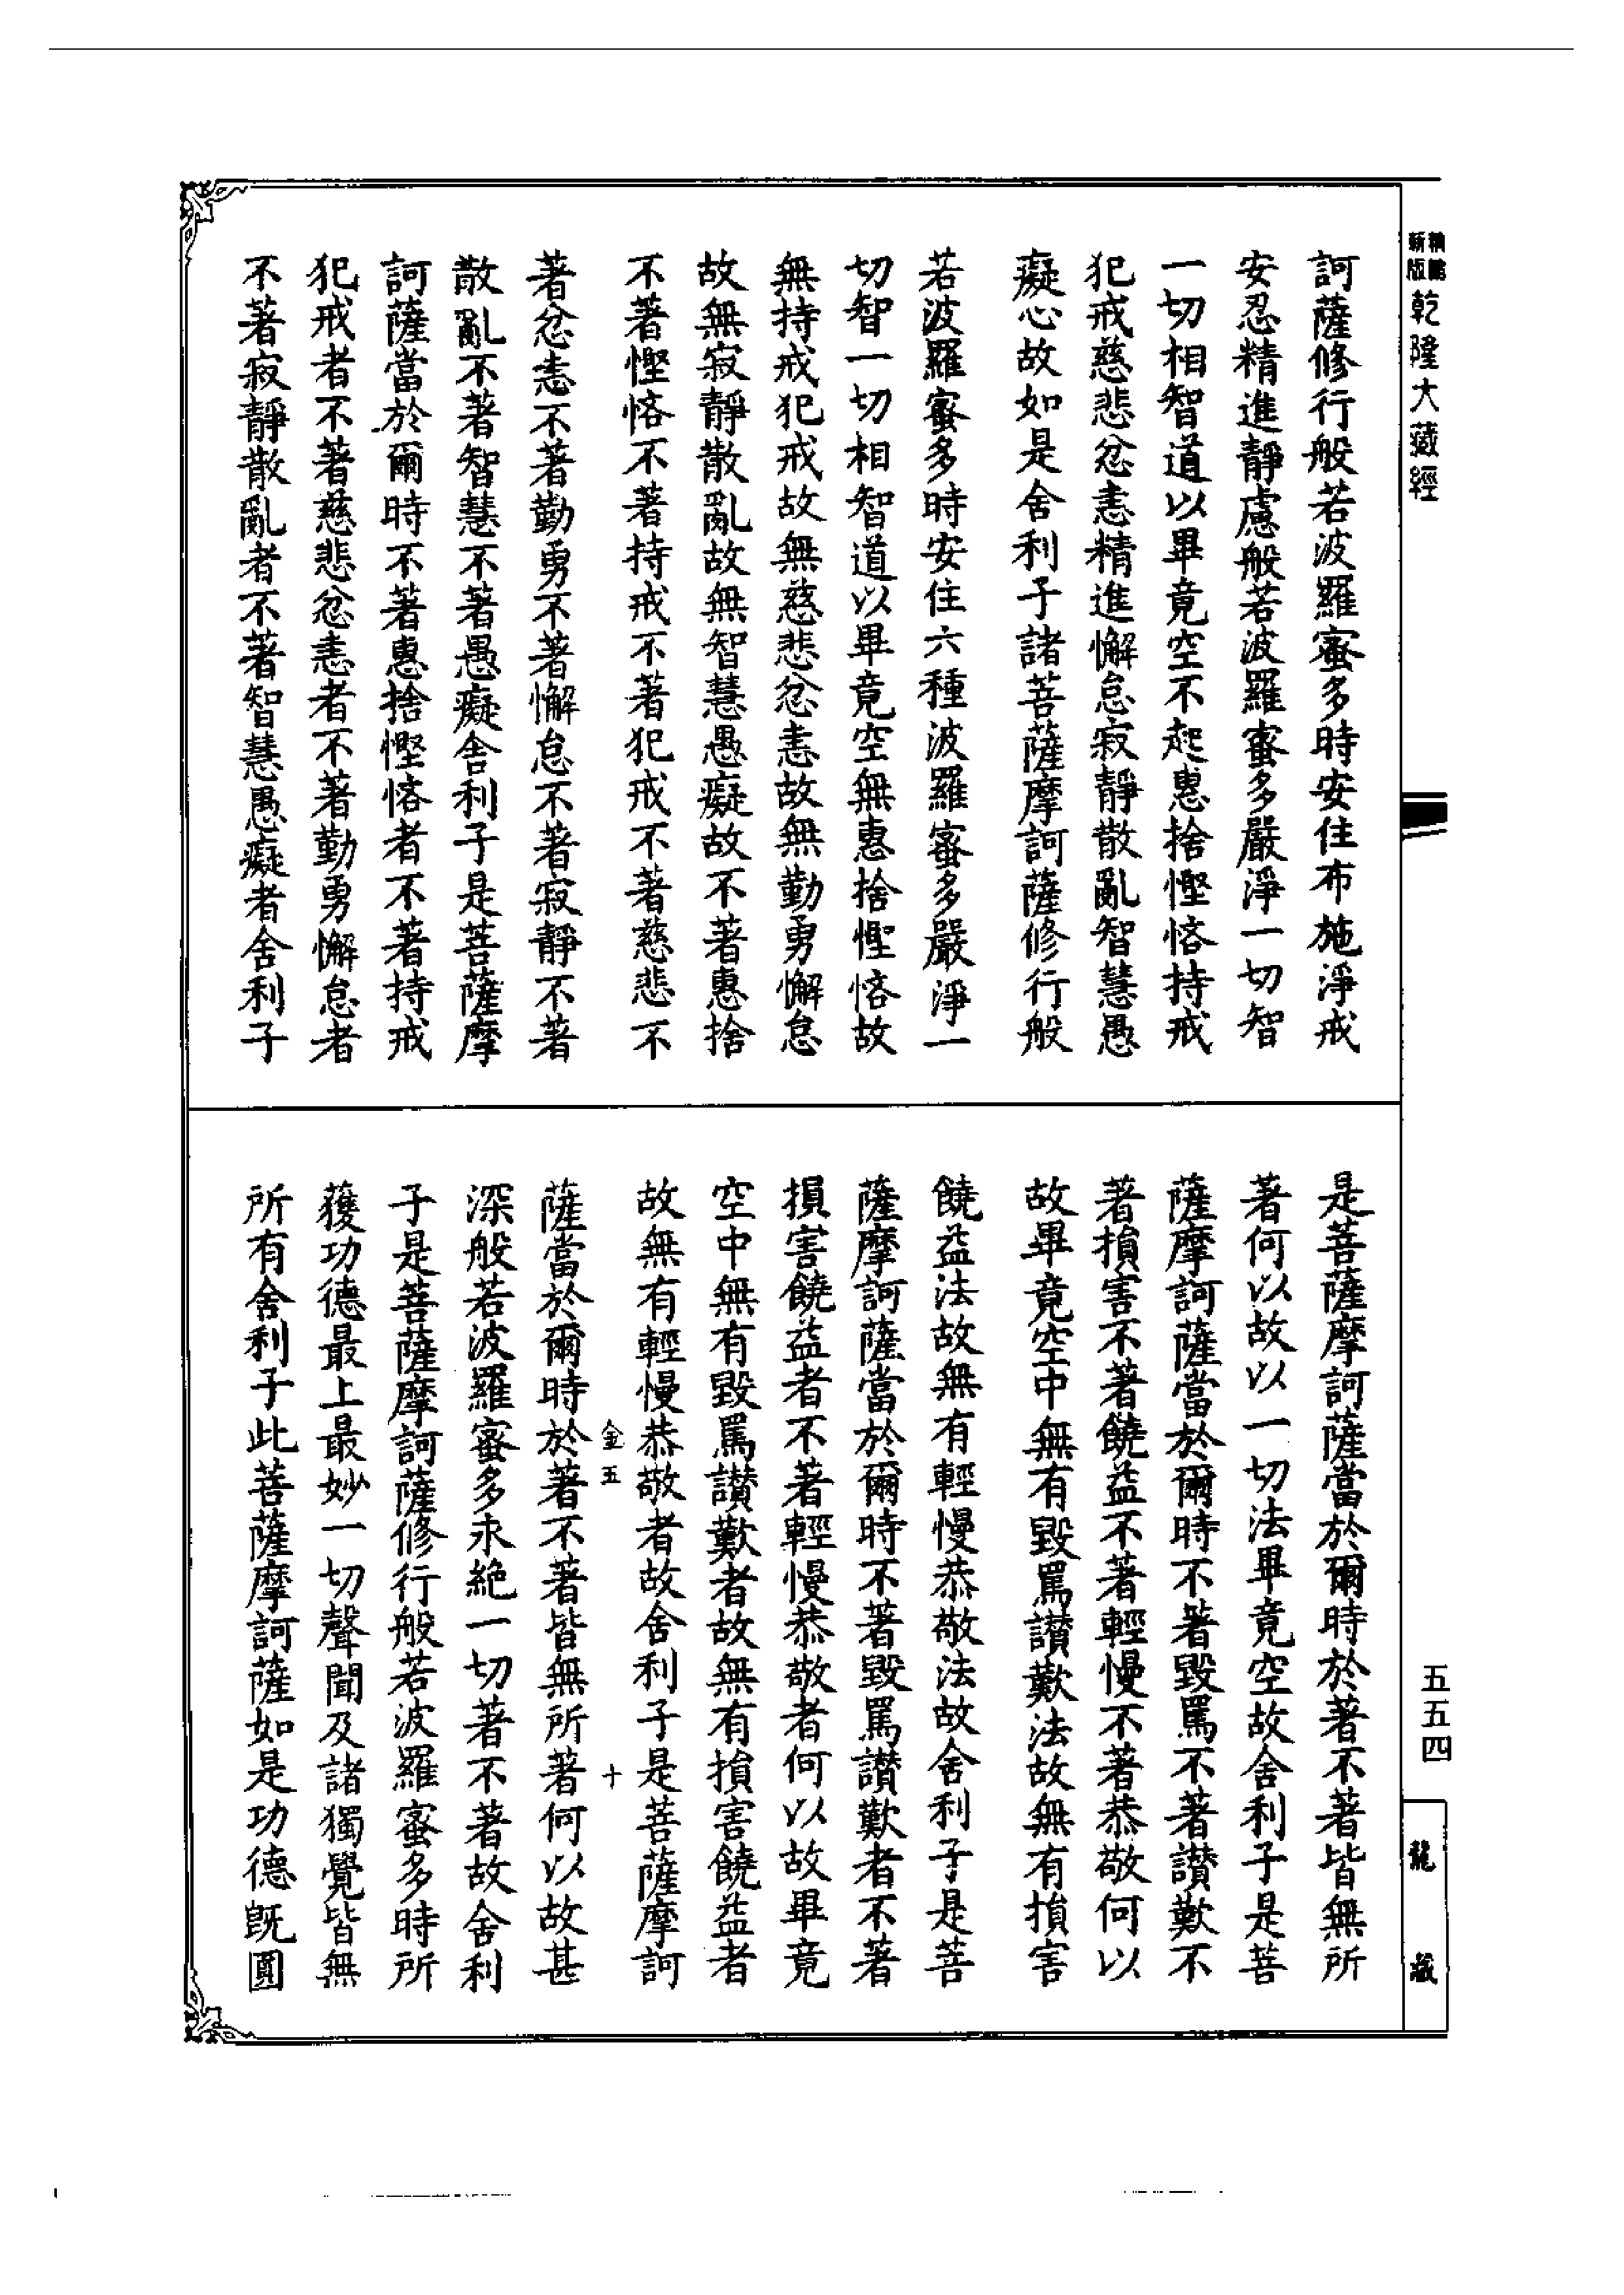 新版 精縮 乾隆大藏經
訶薩修行般若波羅蜜多時安住布施淨戒
安忍精進靜慮般若波羅蜜多嚴淨一切智
一切相智道以畢竟空不起惠捨慳悋持戒
犯戒慈悲忿恚精進懈怠寂靜散亂智慧愚
癡心故如是舍利子諸菩薩摩訶薩修行般
若波羅蜜多時安住六種波羅蜜多嚴淨一
切智一切相智道以畢竟空無惠捨慳悋故
無持戒犯戒故無慈悲忿恚故無勤勇懈怠
故無寂靜散亂故無智慧愚癡故不著惠捨
不著慳悋不著持戒不著犯戒不著慈悲不
著忿恚不著勤勇不著懈怠不著寂靜不著
散亂不著智慧不著愚癡舍利子是菩薩摩
訶薩當於爾時不著惠捨慳悋者不著持戒
犯戒者不著慈悲忿恚者不著勤勇懈怠者
不著寂靜散亂者不著智慧愚癡者舍利子
是菩薩摩訶薩當於爾時於著不著皆無所
著何以故以一切法畢竟空故舍利子是菩
薩摩訶薩當於爾時不著毀罵不著讚歎不
著損害不著饒益不著輕慢不著恭敬何以
故畢竟空中無有毀罵讚歎法故無有損害
饒益法故無有輕慢恭敬法故舍利子是菩
薩摩訶薩當於爾時不著毀罵讚歎者不著
損害饒益者不著輕慢恭敬者何以故畢竟
空中無有毀罵讚歎者故無有損害饒益者
故無有輕慢恭敬者故舍利子是菩薩摩訶
金五 十
薩當於爾時於著不著皆無所著何以故甚
深般若波羅蜜多永絕一切著不著故舍利
子是菩薩摩訶薩修行般若波羅蜜多時所
獲功德最上最妙一切聲聞及諸獨覺皆無
所有舍利子此菩薩摩訶薩如是功德既圓
五五四
龍藏